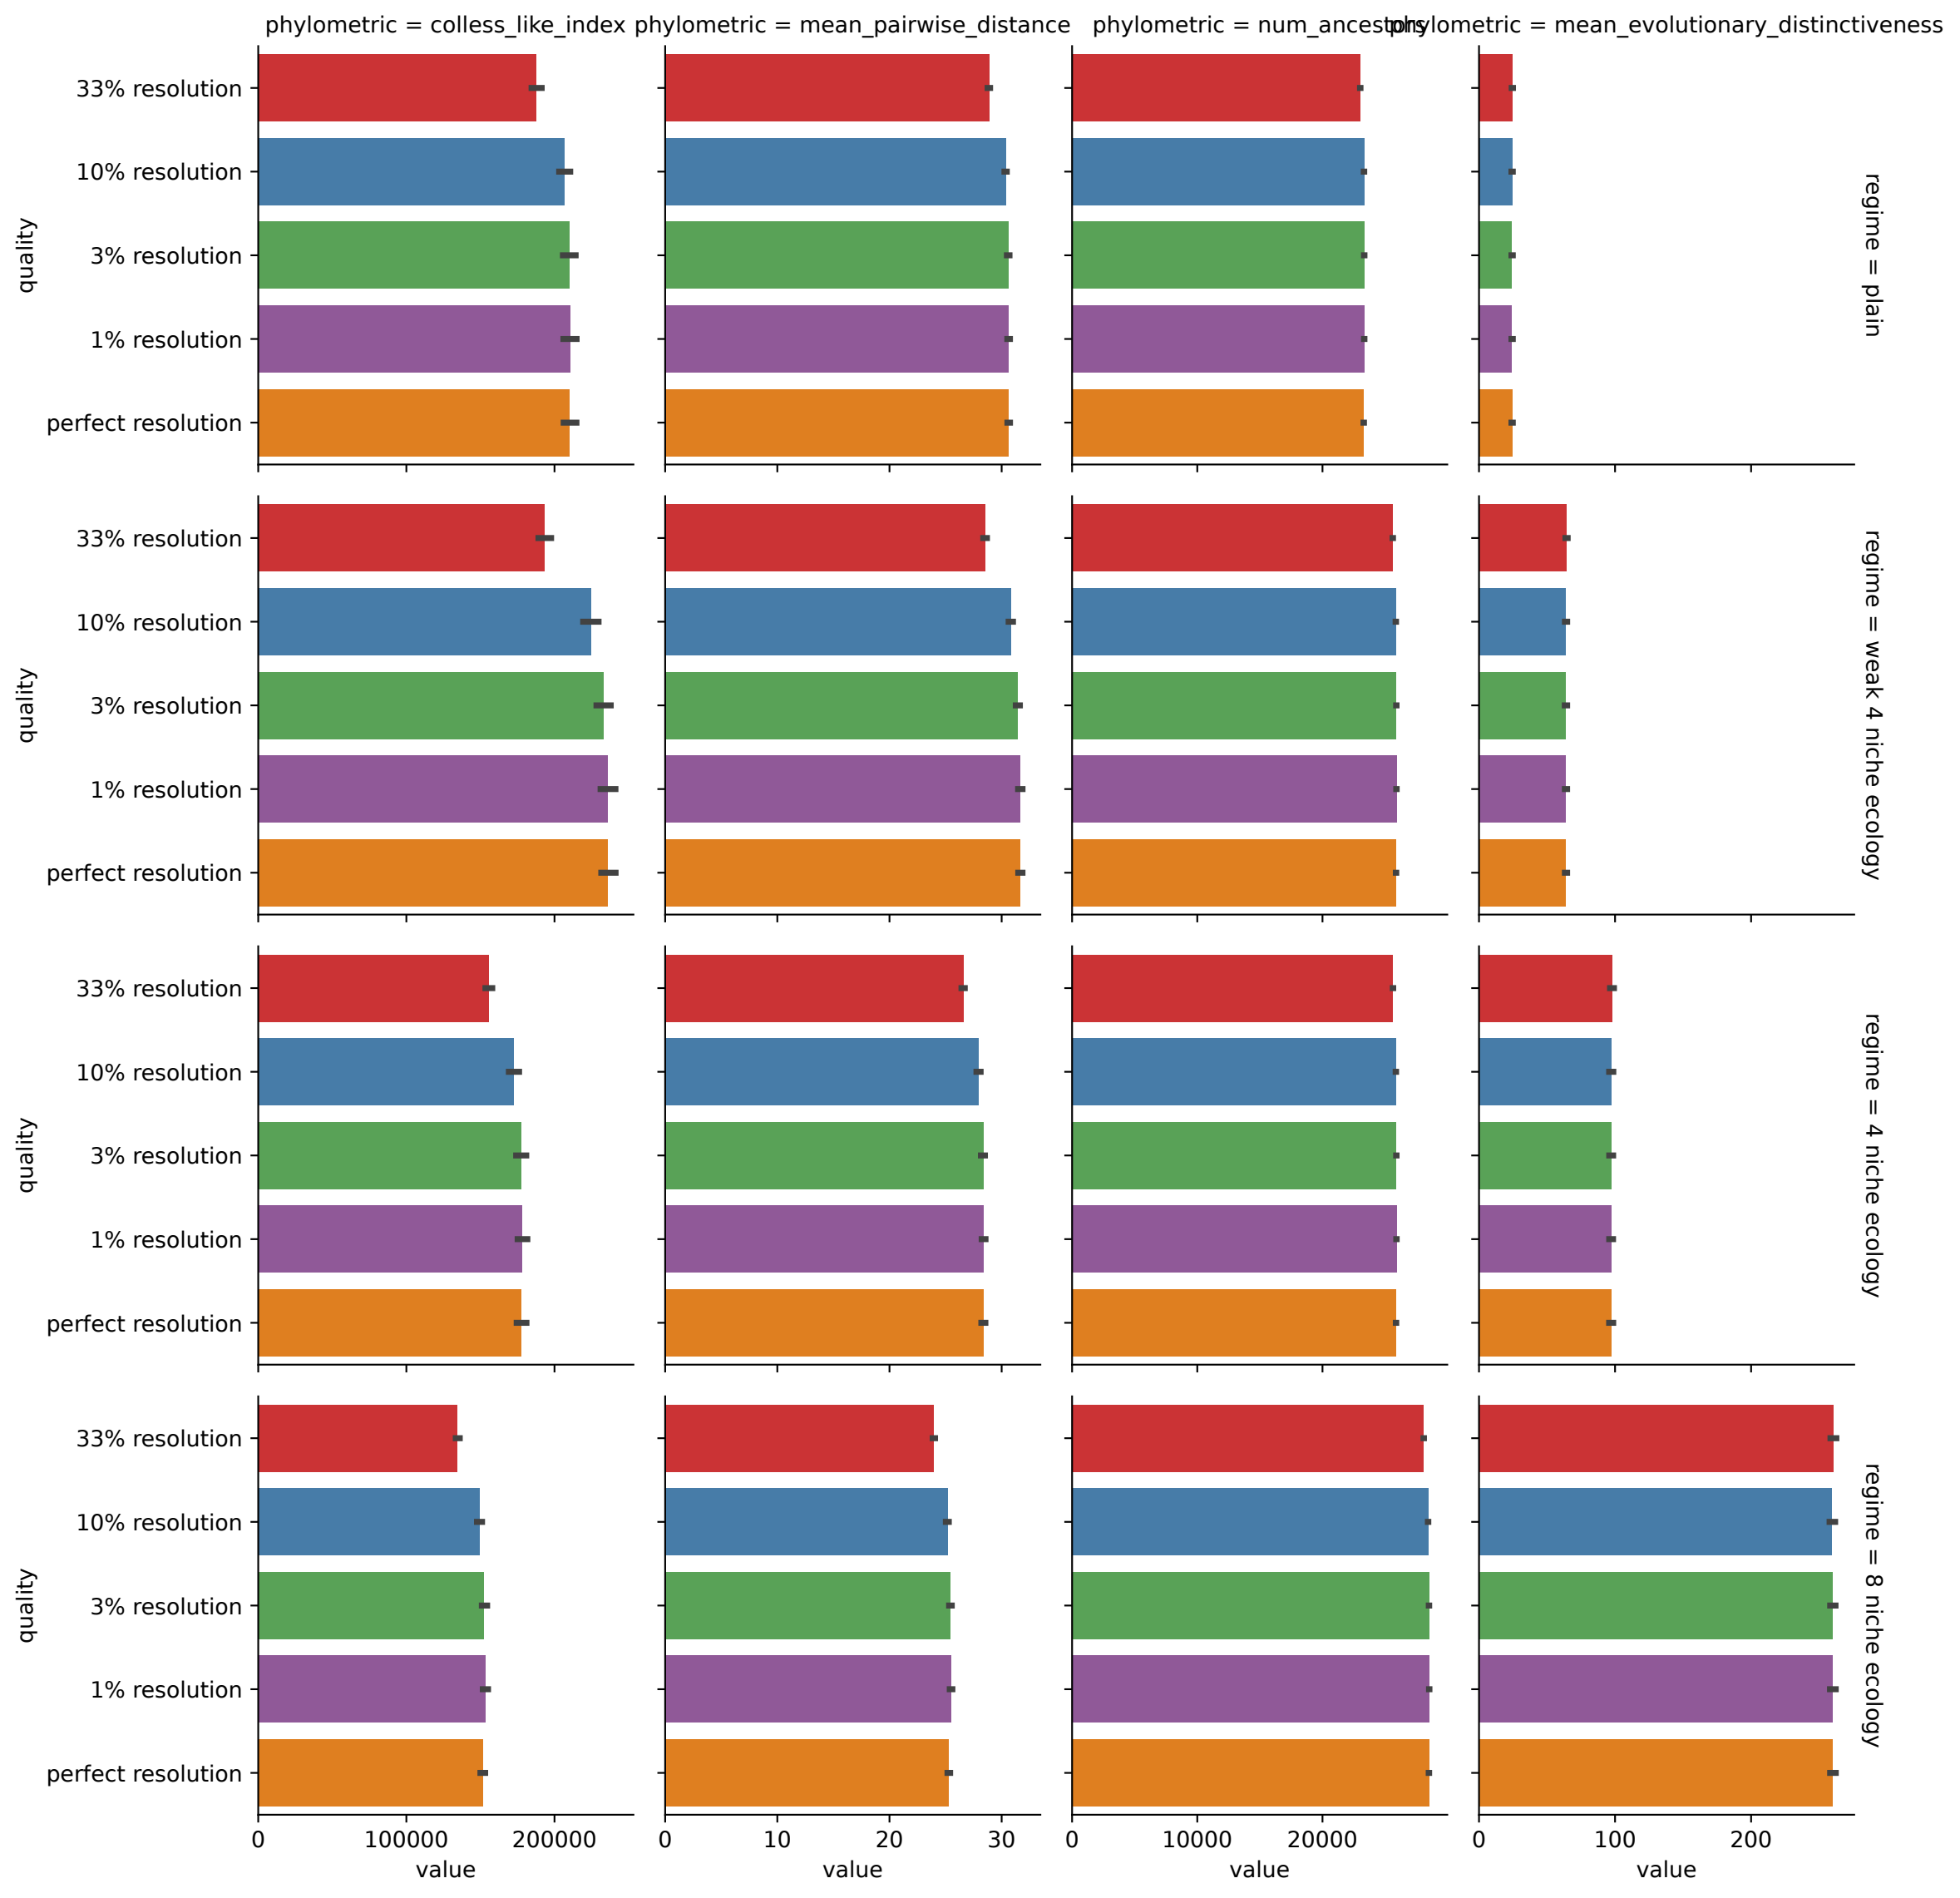 phylometric = colless_like_index
phylometric = mean_pairwise_distance
phylometric = num_ancestors
phylometric = mean_evolutionary_distinctiveness
quality
33% resolution
10% resolution
3% resolution
1% resolution
perfect resolution
regime = plain
quality
33% resolution
10% resolution
3% resolution
1% resolution
perfect resolution
regime = weak 4 niche ecology
quality
33% resolution
10% resolution
3% resolution
1% resolution
perfect resolution
regime = 4 niche ecology
quality
33% resolution
10% resolution
3% resolution
1% resolution
perfect resolution
regime = 8 niche ecology
0 100000 200000
0 10 20 30
0 10000 20000
0 100 200
value
value
value
value